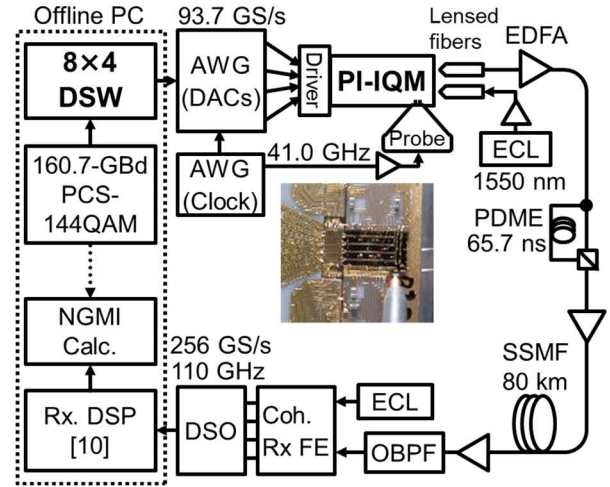 Offline PC
8×4
DSW
160.7-GBd
PCS-
144QAM
NGMI
Calc.
Rx. DSP
[10]
93.7 GS/s
AWG
(DACs)
AWG
(Clock)
41.0 GHz
Driver
PI-IQM
Probe
Lensed
fibers
EDFA
ECL
1550 nm
PDME
65.7 ns
SSMF
80 km
256 GS/s
110 GHz
DSO
Coh.
Rx FE
ECL
OBPF